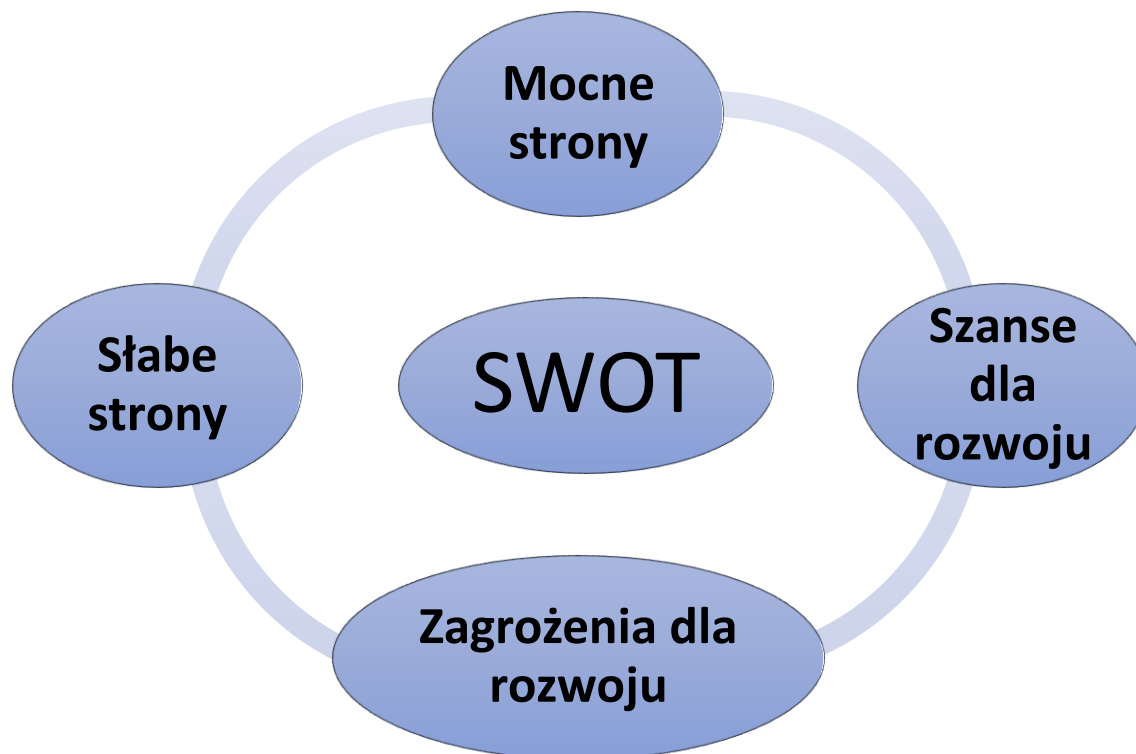 Mocne
strony
Słabe
strony
SWOT
Szanse
dla
rozwoju
Zagrożenia dla
rozwoju